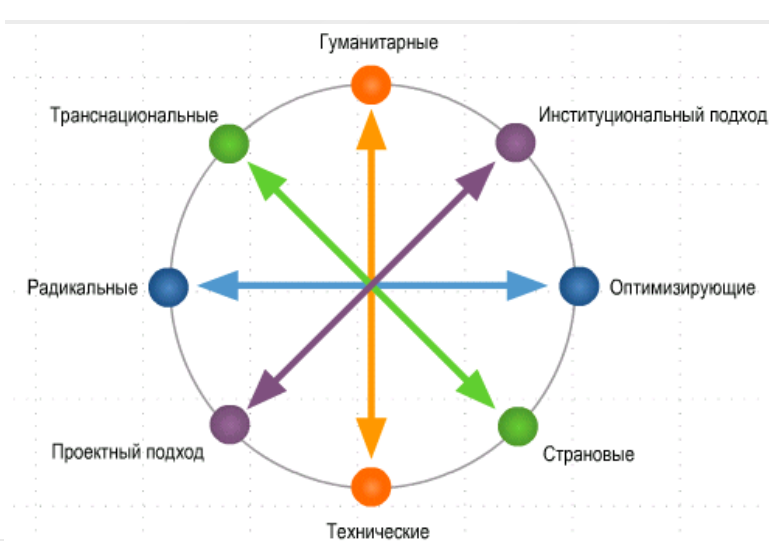 Гуманитарные
Транснациональные
Институциональный подход
Радикальные
Оптимизирующие
Проектный подход
Страновые
Технические